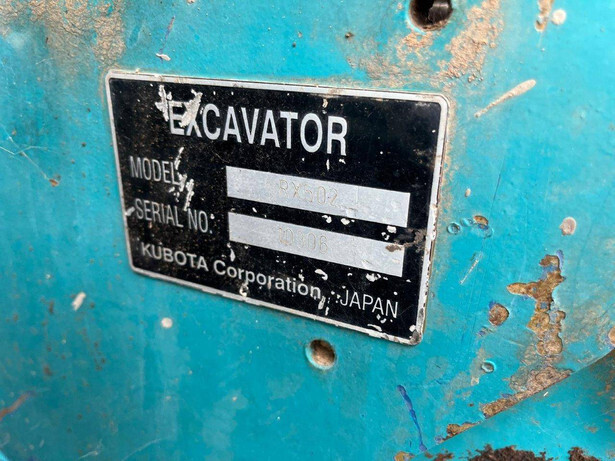 EXCAVATOR
MODEL
SERIAL NO.
KUBOTA Corporation JAPAN